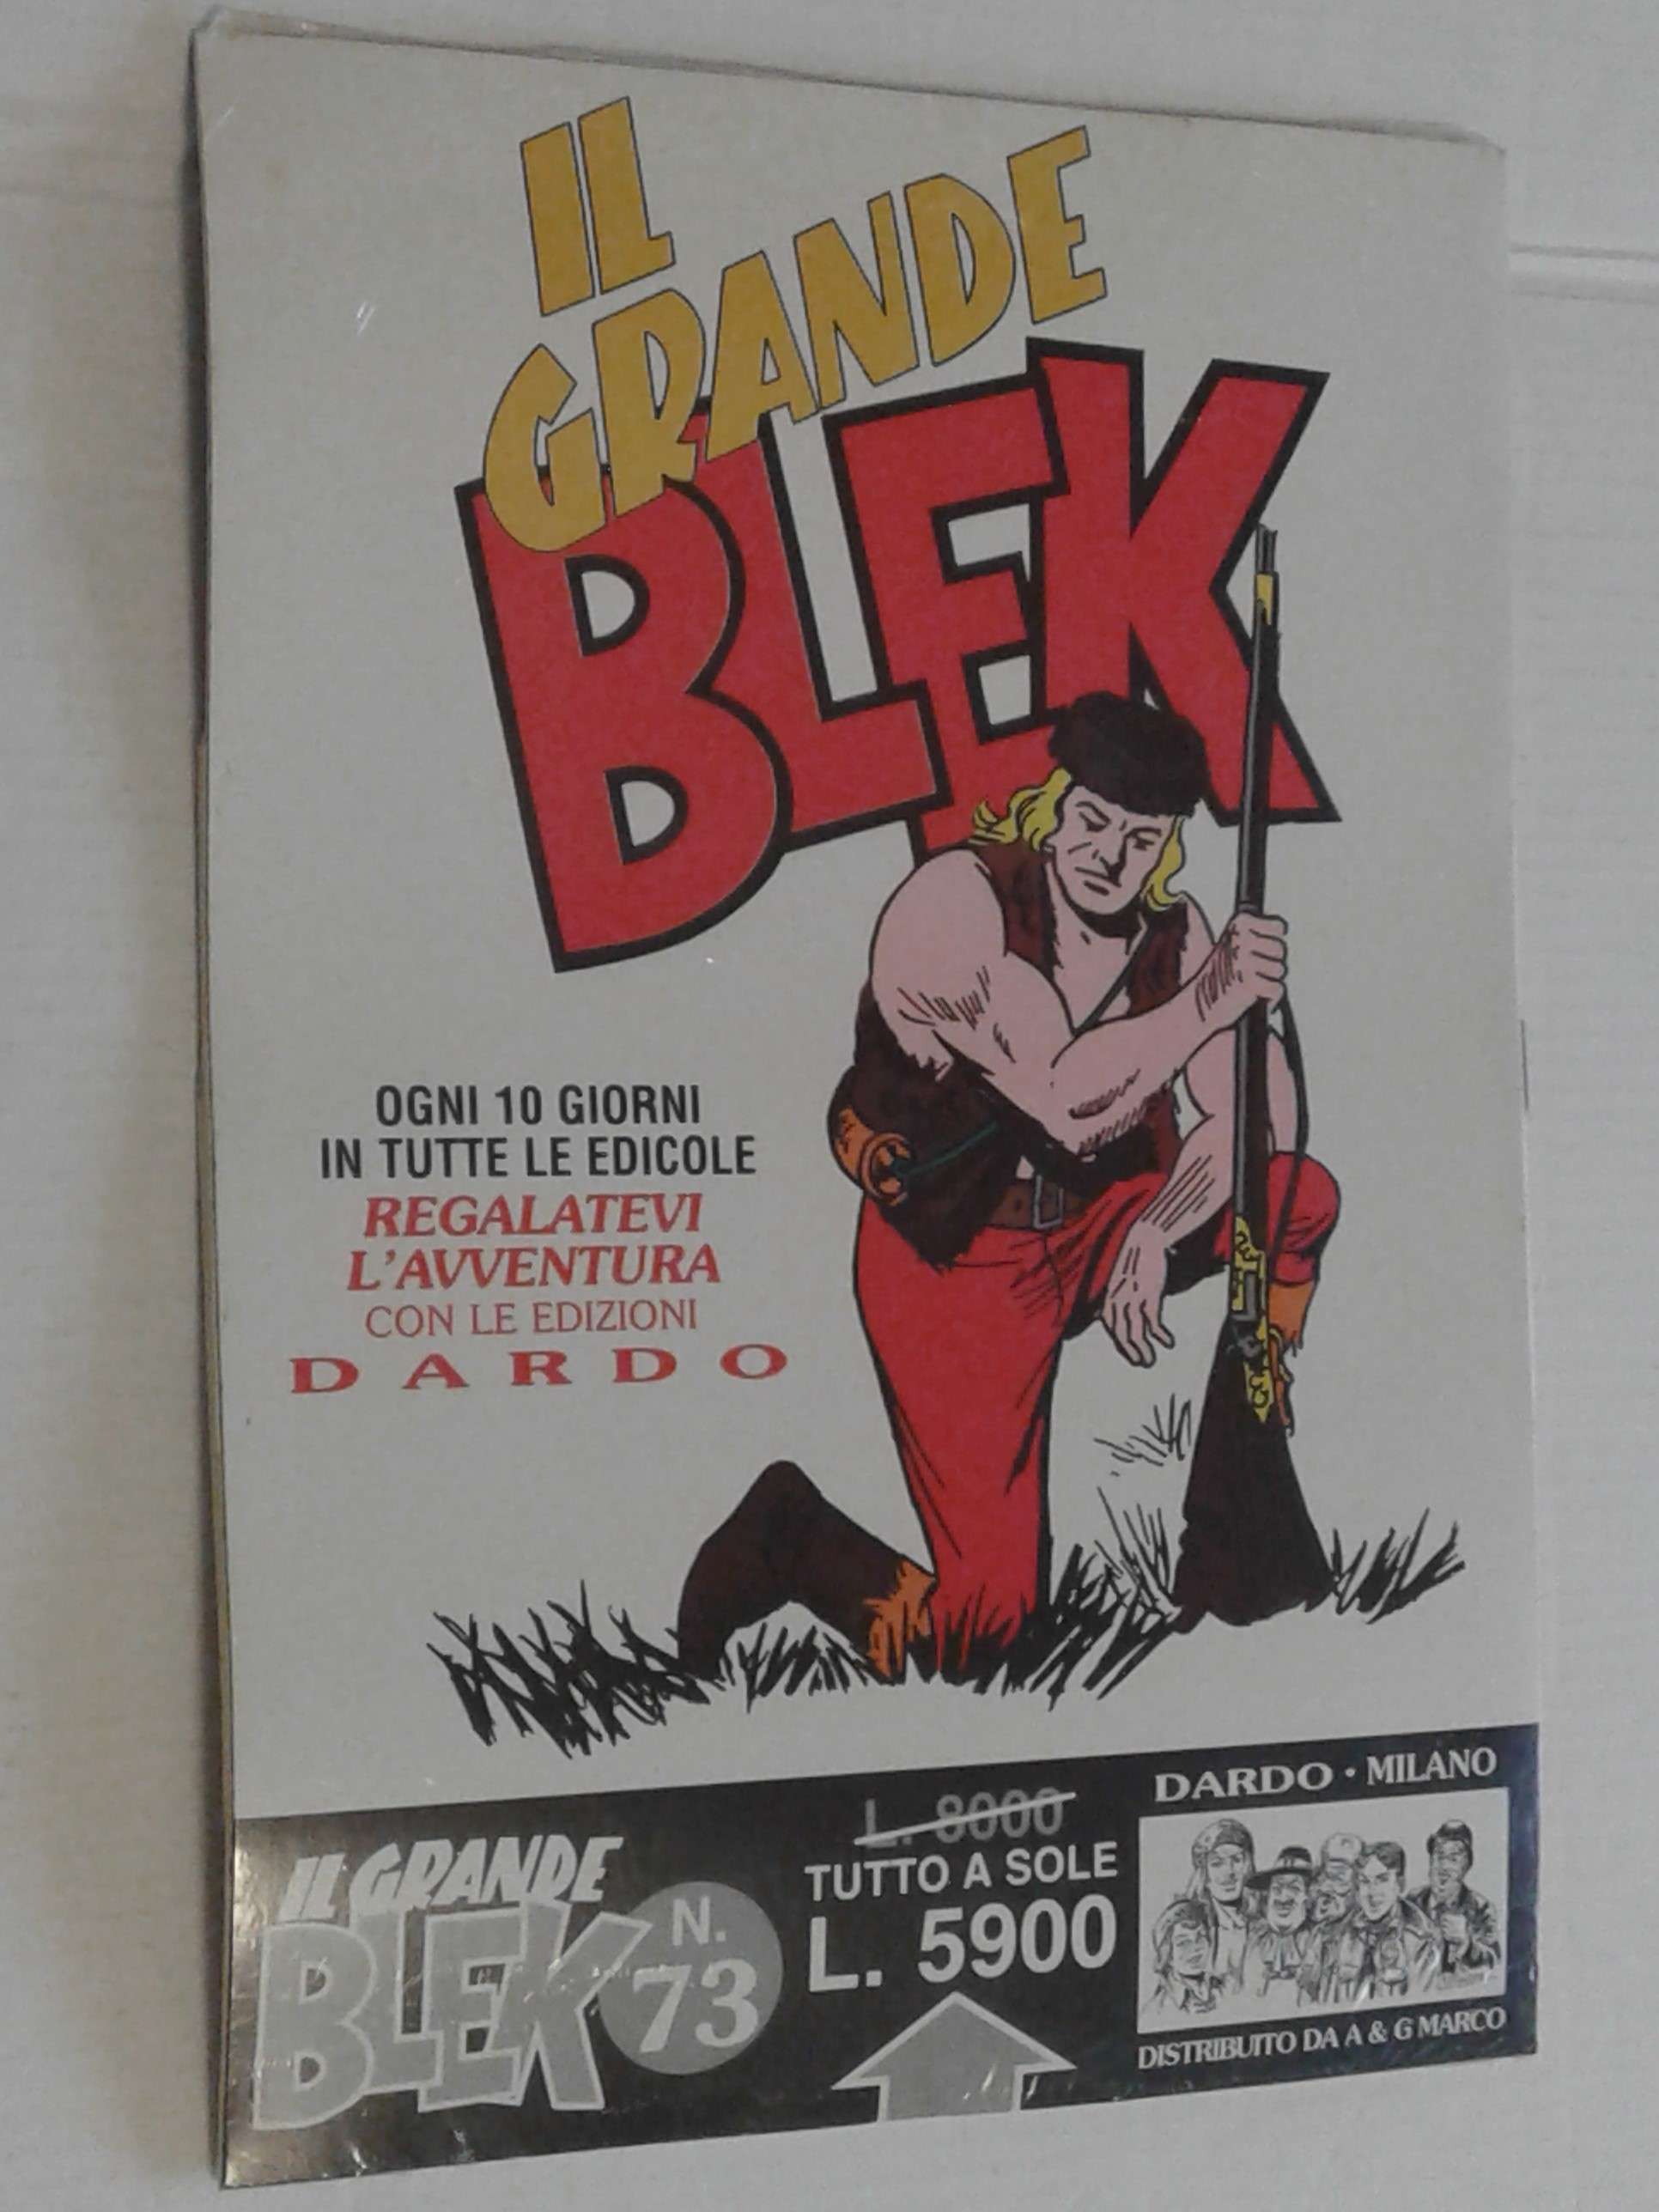 IL
GRANDE
BLEK
OGNI 10 GIORNI
IN TUTTE LE EDICOLE
REGALATEVI
L'AVVENTURA
CON LE EDIZIONI
DARDO
IL GRANDE
BLEK
N.
73
L. 8000
TUTTO A SOLE
L. 5900
DARDO · MILANO
DISTRIBUITO DA A & G MARCO